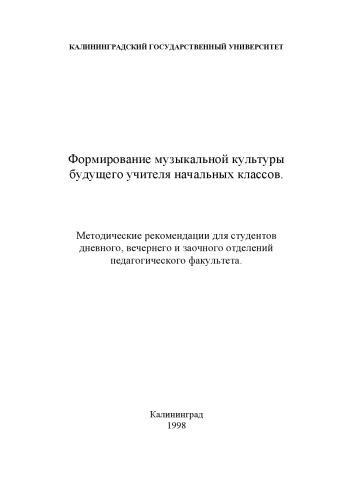 КАЛИНИНГРАДСКИЙ ГОСУДАРСТВЕННЫЙ УНИВЕРСИТЕТ
Формирование музыкальной культуры
будущего учителя начальных классов.
Методические рекомендации для студентов
дневного, вечернего и заочного отделений
педагогического факультета.
Калининград
1998